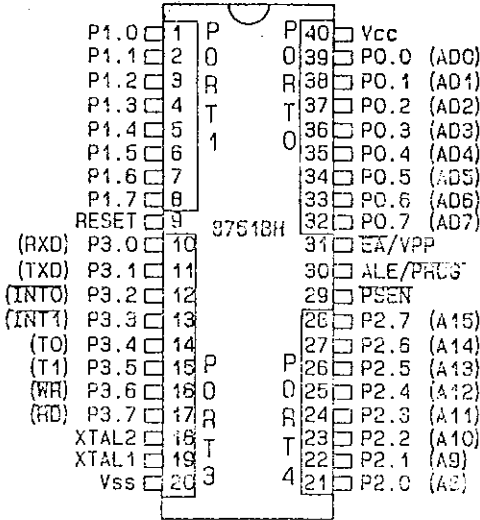 P1.0 1 P P 40 Vcc
P1.1 2 O O 39 P0.0 (AD0)
P1.2 3 R R 38 P0.1 (AD1)
P1.3 4 T T 37 P0.2 (AD2)
P1.4 5 1 0 36 P0.3 (AD3)
P1.5 6 35 P0.4 (AD4)
P1.6 7 34 P0.5 (AD5)
P1.7 8 33 P0.6 (AD6)
RESET 9 8751BH 32 P0.7 (AD7)
(RXD) P3.0 10 31 EA/VPP
(TXD) P3.1 11 30 ALE/PROG
(INT0) P3.2 12 29 PSEN
(INT1) P3.3 13 28 P2.7 (A15)
(T0) P3.4 14 27 P2.6 (A14)
(T1) P3.5 15 P P 26 P2.5 (A13)
(WR) P3.6 16 O O 25 P2.4 (A12)
(RD) P3.7 17 R R 24 P2.3 (A11)
XTAL2 18 T T 23 P2.2 (A10)
XTAL1 19 22 P2.1 (A9)
Vss 20 3 4 21 P2.0 (A8)